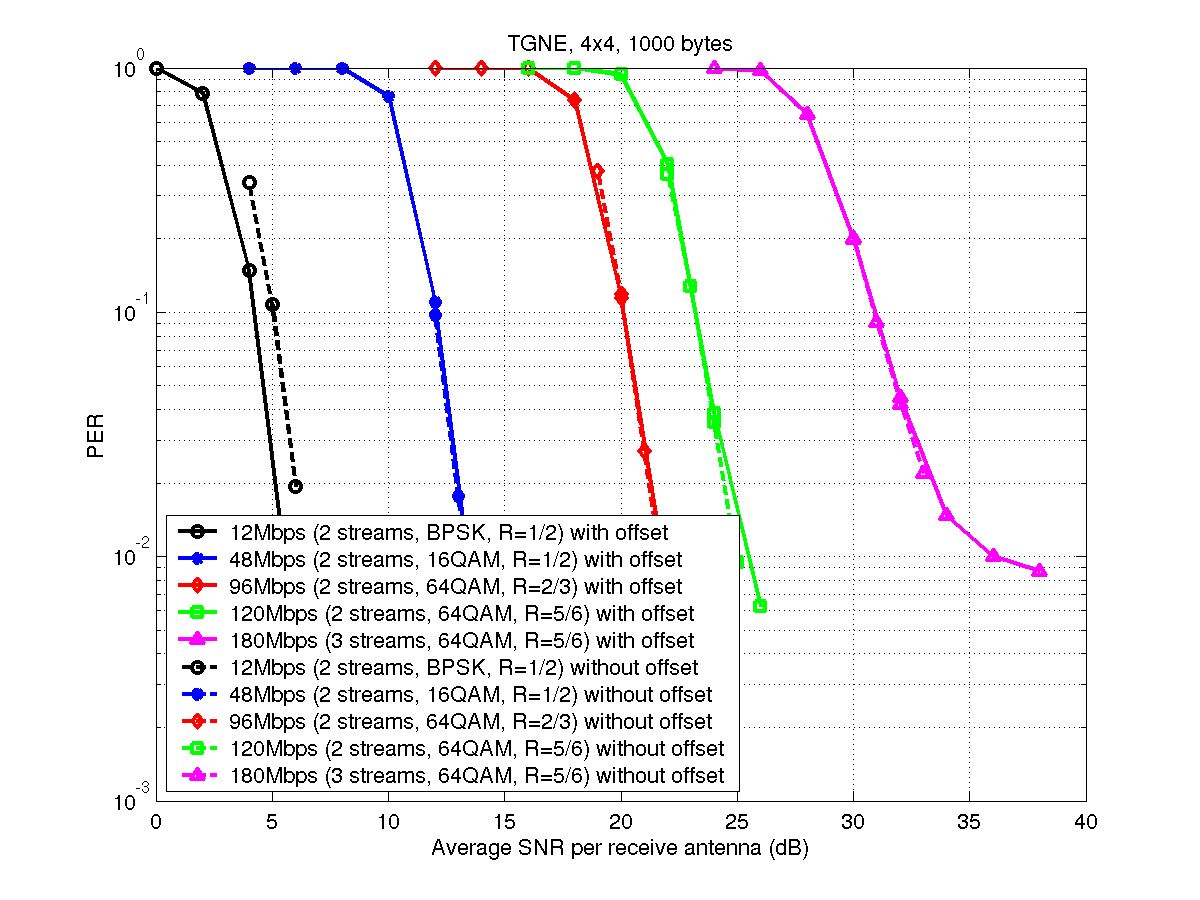 TGNE, 4x4, 1000 bytes
10^0
10^-1
10^-2
10^-3
PER
12Mbps (2 streams, BPSK, R=1/2) with offset
48Mbps (2 streams, 16QAM, R=1/2) with offset
96Mbps (2 streams, 64QAM, R=2/3) with offset
120Mbps (2 streams, 64QAM, R=5/6) with offset
180Mbps (3 streams, 64QAM, R=5/6) with offset
12Mbps (2 streams, BPSK, R=1/2) without offset
48Mbps (2 streams, 16QAM, R=1/2) without offset
96Mbps (2 streams, 64QAM, R=2/3) without offset
120Mbps (2 streams, 64QAM, R=5/6) without offset
180Mbps (3 streams, 64QAM, R=5/6) without offset
0 5 10 15 20 25 30 35 40
Average SNR per receive antenna (dB)